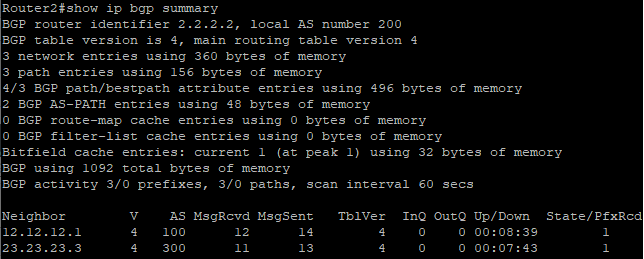 Router2#show ip bgp summary
BGP router identifier 2.2.2.2, local AS number 200
BGP table version is 4, main routing table version 4
3 network entries using 360 bytes of memory
3 path entries using 156 bytes of memory
4/3 BGP path/bestpath attribute entries using 496 bytes of memory
2 BGP AS-PATH entries using 48 bytes of memory
0 BGP route-map cache entries using 0 bytes of memory
0 BGP filter-list cache entries using 0 bytes of memory
Bitfield cache entries: current 1 (at peak 1) using 32 bytes of memory
BGP using 1092 total bytes of memory
BGP activity 3/0 prefixes, 3/0 paths, scan interval 60 secs
Neighbor V AS MsgRcvd MsgSent TblVer InQ OutQ Up/Down State/PfxRcd
12.12.12.1 4 100 12 14 4 0 0 00:08:39 1
23.23.23.3 4 300 11 13 4 0 0 00:07:43 1